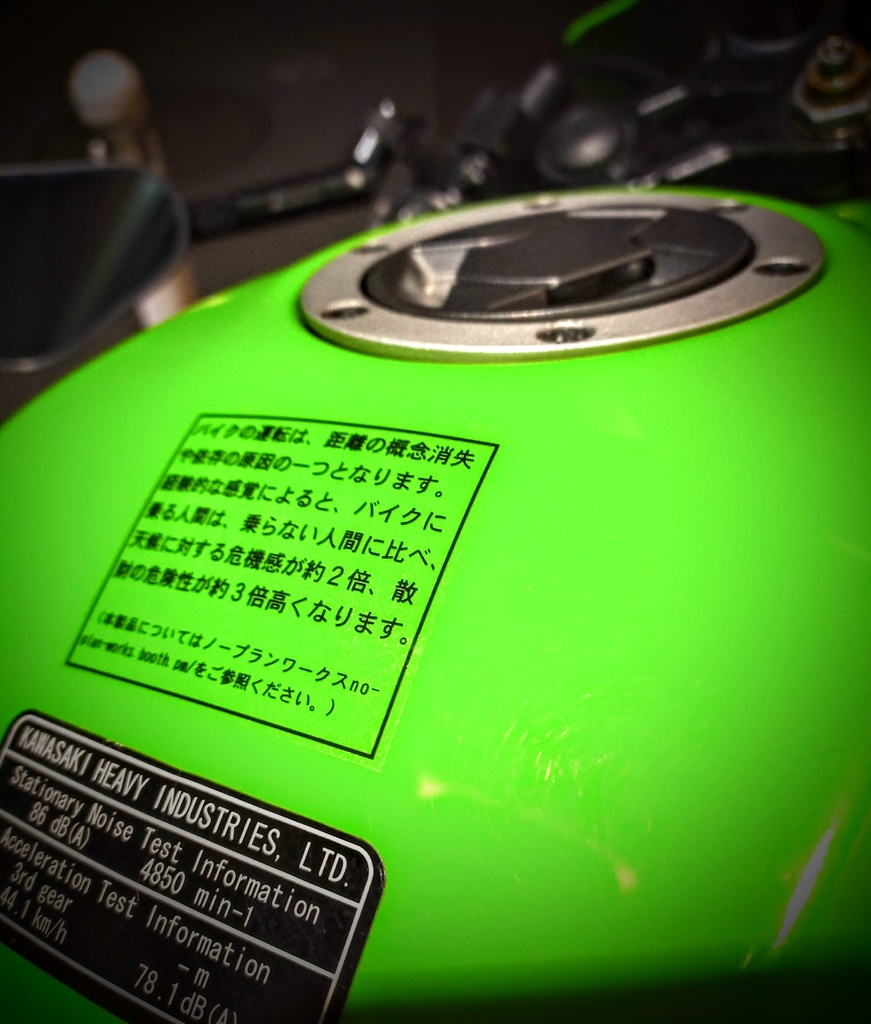 バイクの運転は、距離の概念消失
や依存の原因の一つとなります。
経験的な感覚によると、バイクに
乗る人間は、乗らない人間に比べ、
天候に対する危機感が約2倍、散
財の危険性が約3倍高くなります。
(本製品についてはノープランワークスno-
plan-works.booth.pm/をご参照ください。)
KAWASAKI HEAVY INDUSTRIES, LTD.
Stationary Noise Test Information
86 dB(A) 4850 min-1
Acceleration Test Information
3rd gear - m
44.1 km/h 78.1 dB(A)